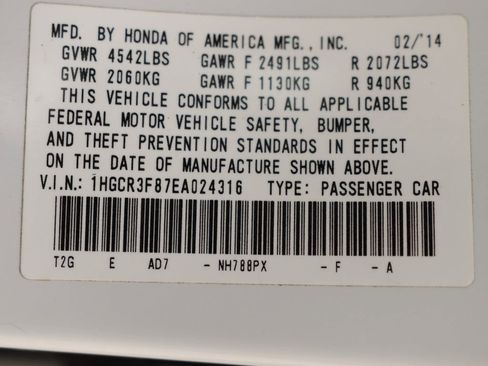 MFD. BY HONDA OF AMERICA MFG., INC. 02/'14
GVWR 4542LBS GAWR F 2491LBS R 2072LBS
GVWR 2060KG GAWR F 1130KG R 940KG
THIS VEHICLE CONFORMS TO ALL APPLICABLE
FEDERAL MOTOR VEHICLE SAFETY, BUMPER,
AND THEFT PREVENTION STANDARDS IN EFFECT
ON THE DATE OF MANUFACTURE SHOWN ABOVE.
V.I.N.: 1HGCR3F87EA024316 TYPE: PASSENGER CAR
T2G E AD7 - NH788PX - F - A